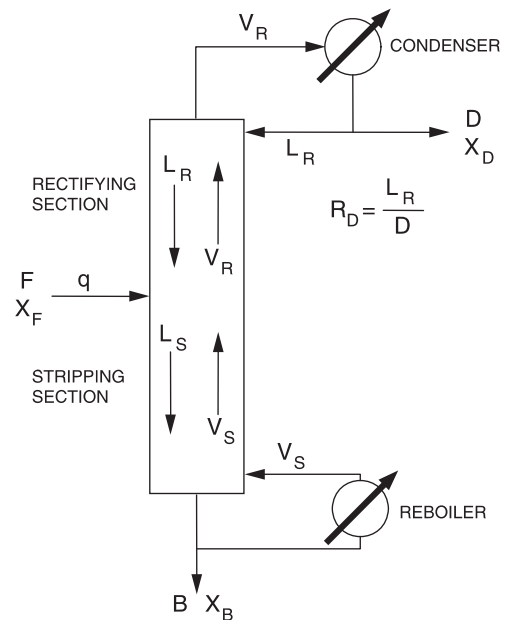 V_R
CONDENSER
D
X_D
L_R
L_R
RECTIFYING
SECTION
R_D = L_R / D
V_R
F
q
X_F
L_S
STRIPPING
SECTION
V_S
V_S
REBOILER
B X_B